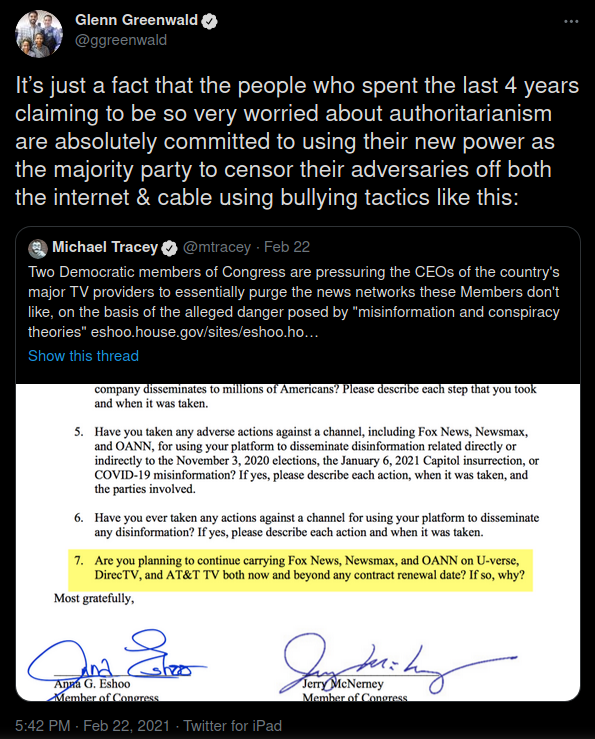 Glenn Greenwald
@ggreenwald
It’s just a fact that the people who spent the last 4 years
claiming to be so very worried about authoritarianism
are absolutely committed to using their new power as
the majority party to censor their adversaries off both
the internet & cable using bullying tactics like this:
Michael Tracey @mtracey · Feb 22
Two Democratic members of Congress are pressuring the CEOs of the country's
major TV providers to essentially purge the news networks these Members don't
like, on the basis of the alleged danger posed by "misinformation and conspiracy
theories" eshoo.house.gov/sites/eshoo.ho…
Show this thread
company disseminates to millions of Americans? Please describe each step that you took
and when it was taken.
5. Have you taken any adverse actions against a channel, including Fox News, Newsmax,
and OANN, for using your platform to disseminate disinformation related directly or
indirectly to the November 3, 2020 elections, the January 6, 2021 Capitol insurrection, or
COVID-19 misinformation? If yes, please describe each action, when it was taken, and
the parties involved.
6. Have you ever taken any actions against a channel for using your platform to disseminate
any disinformation? If yes, please describe each action and when it was taken.
7. Are you planning to continue carrying Fox News, Newsmax, and OANN on U-verse,
DirecTV, and AT&T TV both now and beyond any contract renewal date? If so, why?
Most gratefully,
Anna G. Eshoo Jerry McNerney
Member of Congress Member of Congress
5:42 PM · Feb 22, 2021 · Twitter for iPad